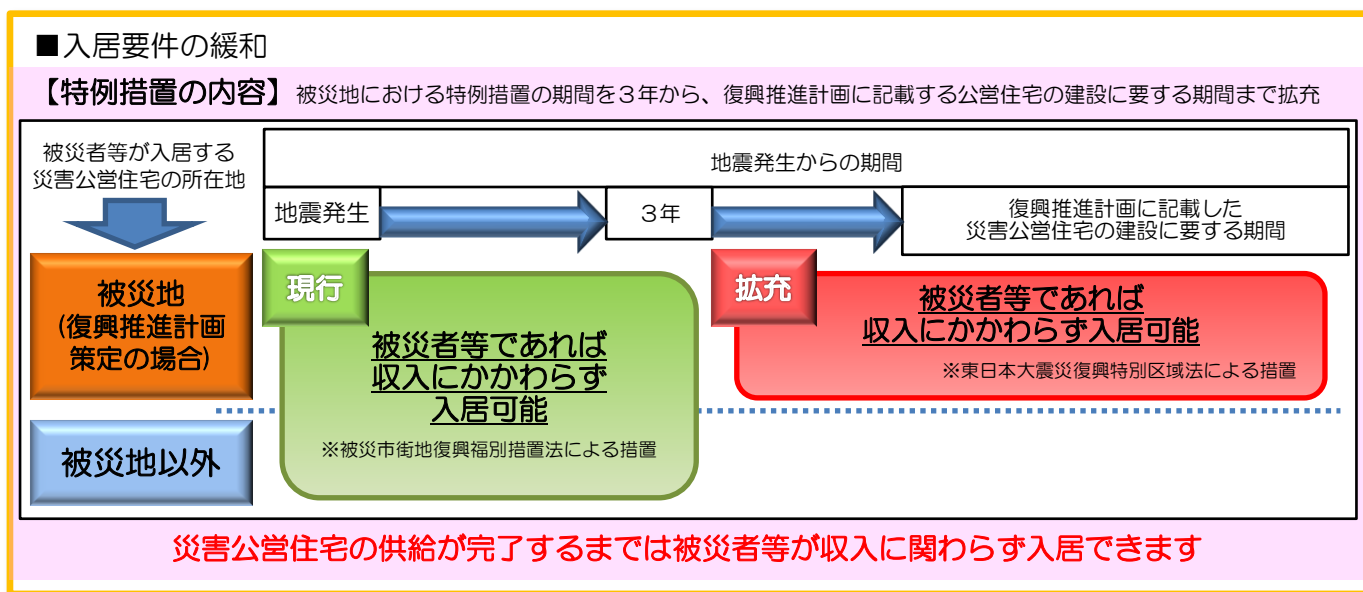 ■入居要件の緩和
【特例措置の内容】被災地における特例措置の期間を３年から、復興推進計画に記載する公営住宅の建設に要する期間まで拡充
被災者等が入居する
災害公営住宅の所在地
地震発生からの期間
地震発生
３年
復興推進計画に記載した
災害公営住宅の建設に要する期間
被災地
(復興推進計画
策定の場合)
現行
被災者等であれば
収入にかかわらず
入居可能
※被災市街地復興福別措置法による措置
拡充
被災者等であれば
収入にかかわらず入居可能
※東日本大震災復興特別区域法による措置
被災地以外
災害公営住宅の供給が完了するまでは被災者等が収入に関わらず入居できます